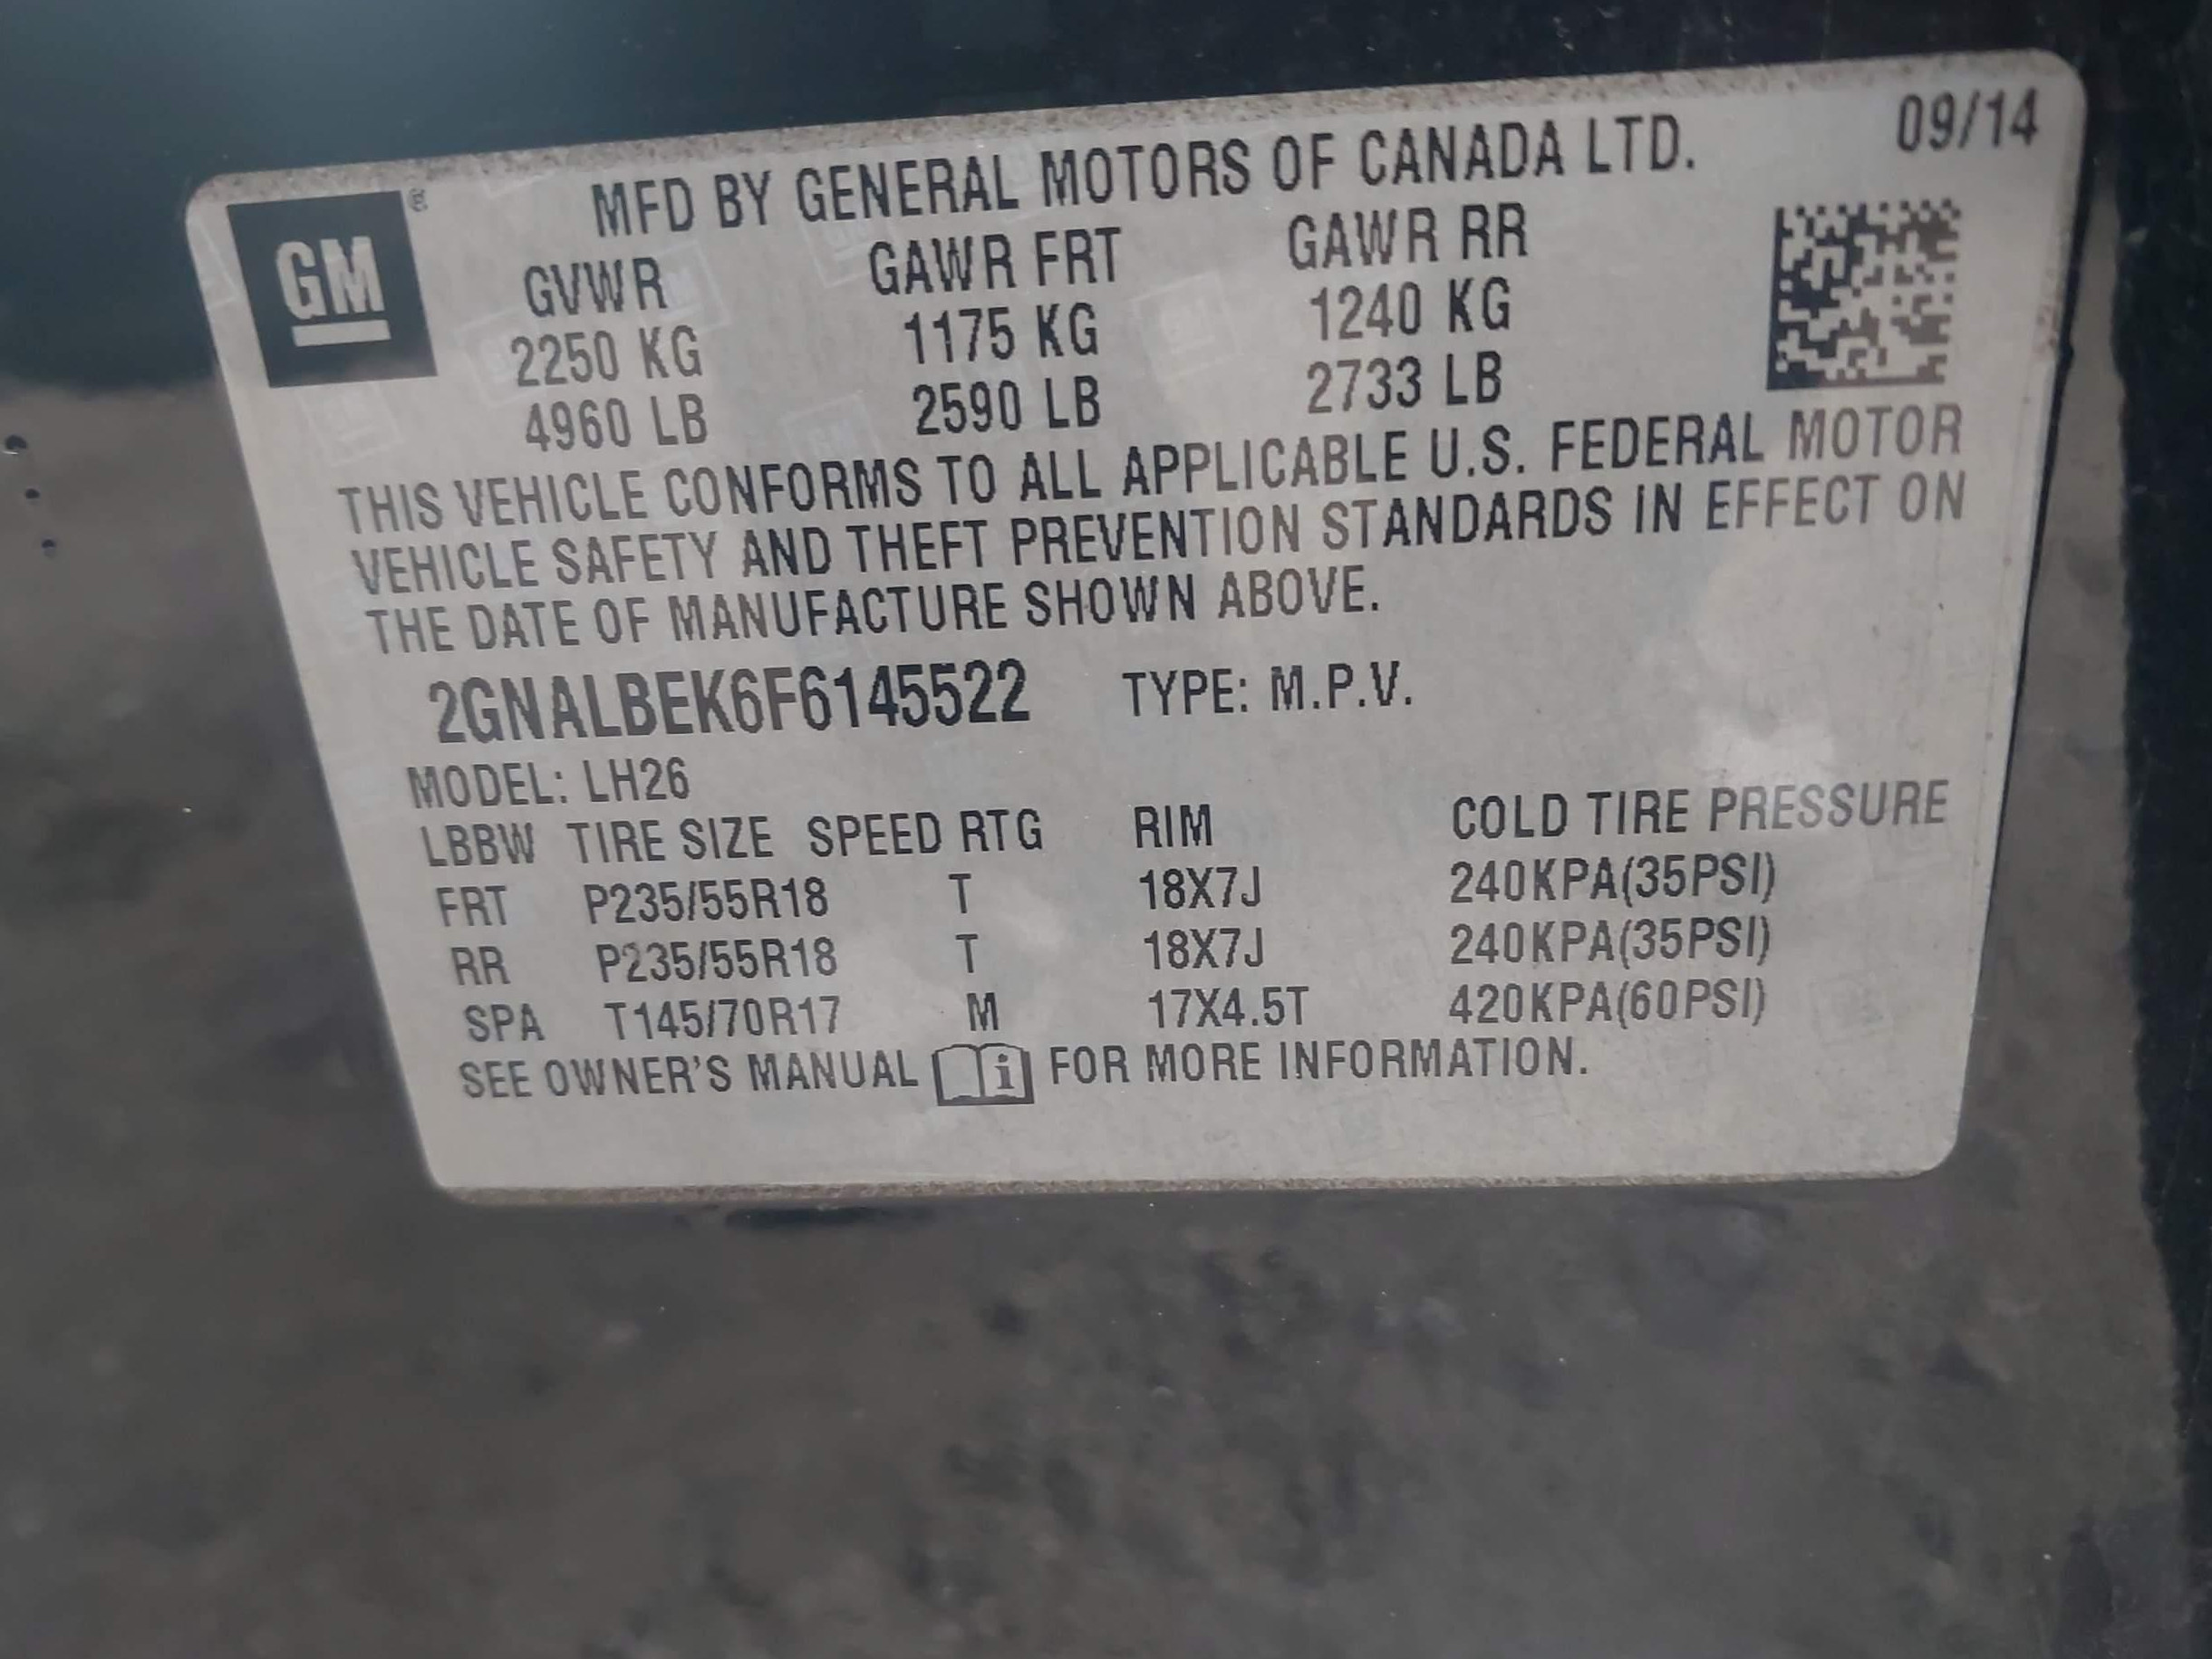 09/14
GM ®
MFD BY GENERAL MOTORS OF CANADA LTD.
GVWR GAWR FRT GAWR RR
2250 KG 1175 KG 1240 KG
4960 LB 2590 LB 2733 LB
THIS VEHICLE CONFORMS TO ALL APPLICABLE U.S. FEDERAL MOTOR
VEHICLE SAFETY AND THEFT PREVENTION STANDARDS IN EFFECT ON
THE DATE OF MANUFACTURE SHOWN ABOVE.
2GNALBEK6F6145522 TYPE: M.P.V.
MODEL: LH26
LBBW TIRE SIZE SPEED RTG RIM COLD TIRE PRESSURE
FRT P235/55R18 T 18X7J 240KPA(35PSI)
RR P235/55R18 T 18X7J 240KPA(35PSI)
SPA T145/70R17 M 17X4.5T 420KPA(60PSI)
SEE OWNER'S MANUAL i FOR MORE INFORMATION.